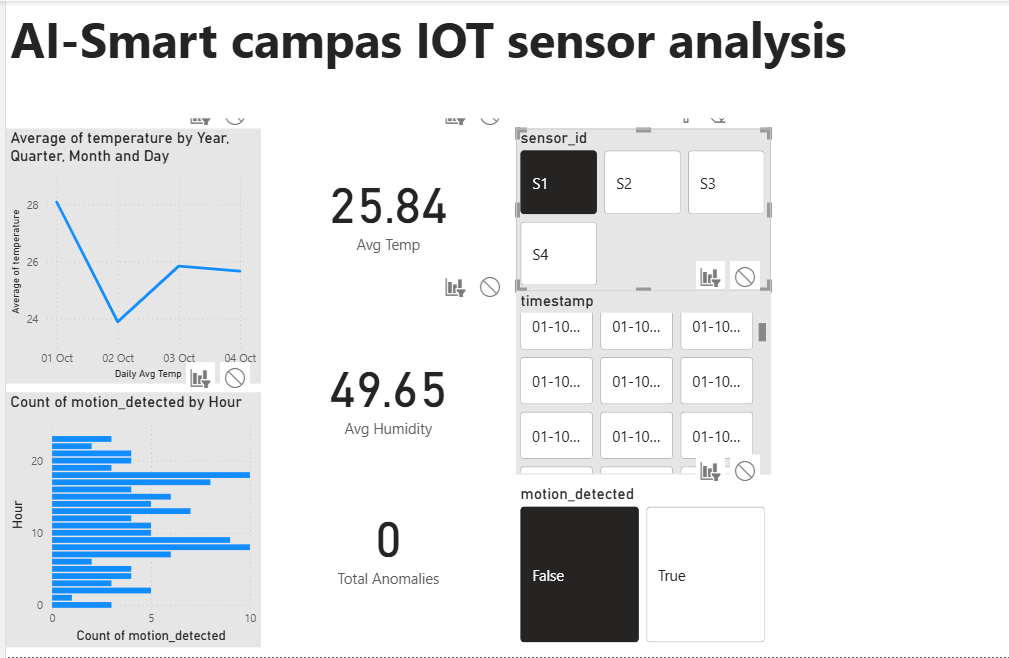 AI-Smart campas IOT sensor analysis
Average of temperature by Year,
Quarter, Month and Day
Average of temperature
28
26
24
01 Oct
02 Oct
03 Oct
04 Oct
Daily Avg Temp
Count of motion_detected by Hour
Hour
20
10
0
0
5
10
Count of motion_detected
25.84
Avg Temp
49.65
Avg Humidity
0
Total Anomalies
sensor_id
S1
S2
S3
S4
timestamp
01-10...
01-10...
01-10...
01-10...
01-10...
01-10...
01-10...
01-10...
01-10...
motion_detected
False
True